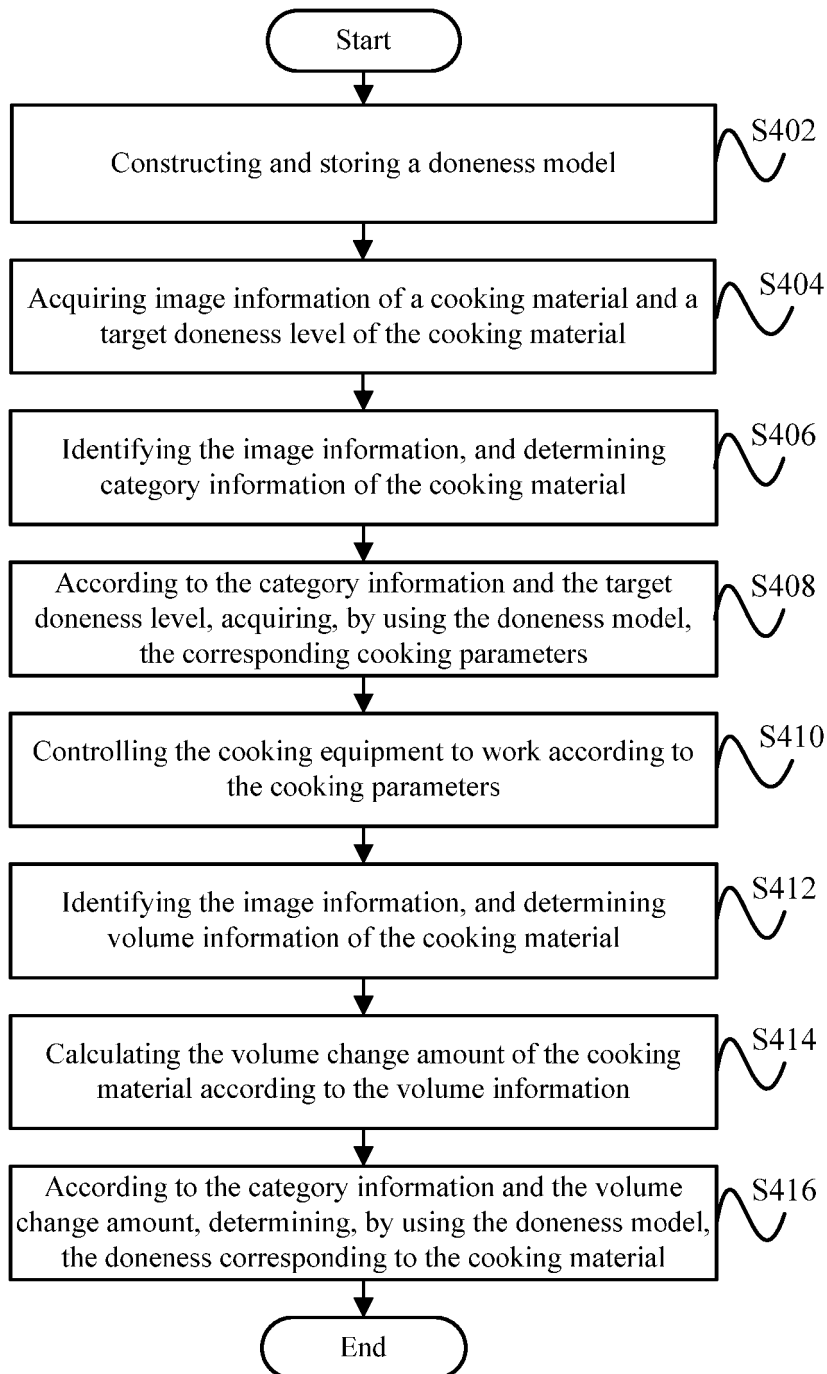 Start
Constructing and storing a doneness model
S402
Acquiring image information of a cooking material and a
target doneness level of the cooking material
S404
Identifying the image information, and determining
category information of the cooking material
S406
According to the category information and the target
doneness level, acquiring, by using the doneness model,
the corresponding cooking parameters
S408
Controlling the cooking equipment to work according to
the cooking parameters
S410
Identifying the image information, and determining
volume information of the cooking material
S412
Calculating the volume change amount of the cooking
material according to the volume information
S414
According to the category information and the volume
change amount, determining, by using the doneness model,
the doneness corresponding to the cooking material
S416
End